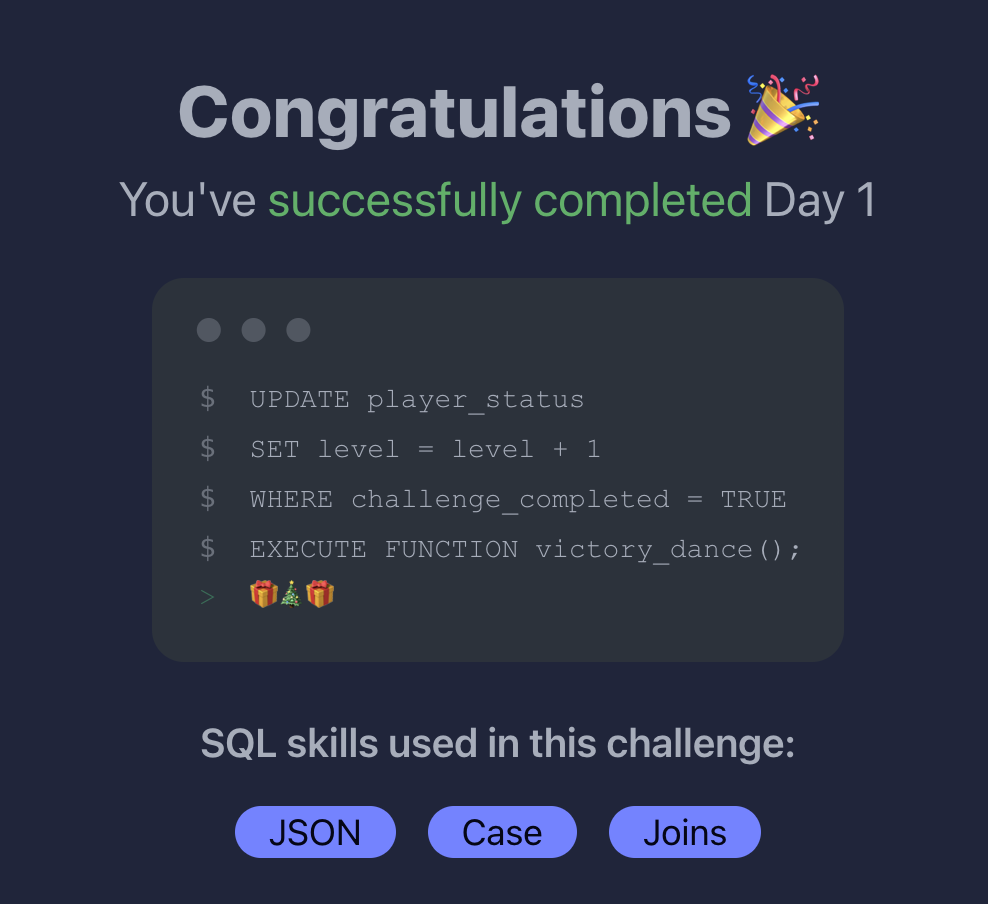 Congratulations 🎉
You've successfully completed Day 1
$ UPDATE player_status
$ SET level = level + 1
$ WHERE challenge_completed = TRUE
$ EXECUTE FUNCTION victory_dance();
> 🎁🎄🎁
SQL skills used in this challenge:
JSON Case Joins